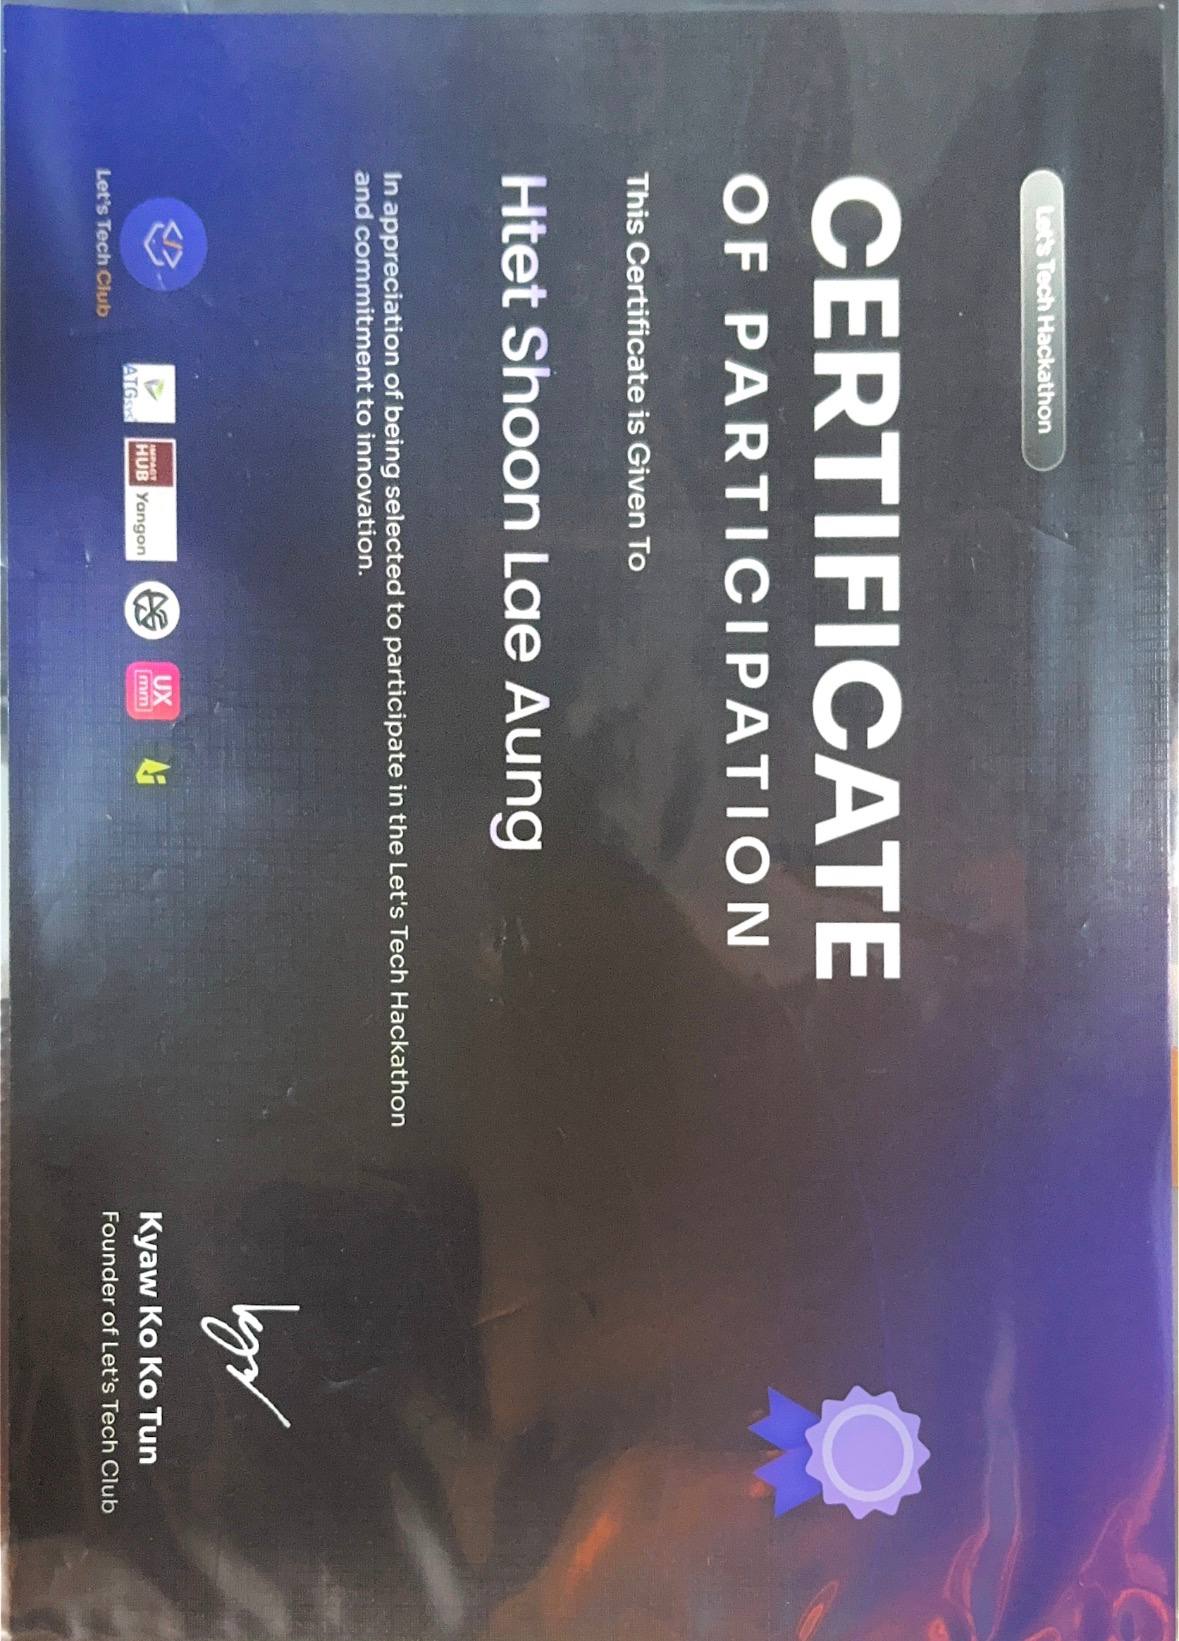 Let's Tech Hackathon
CERTIFICATE
OF PARTICIPATION
This Certificate is Given To
Htet Shoon Lae Aung
In appreciation of being selected to participate in the Let's Tech Hackathon
and commitment to innovation.
Kyaw Ko Ko Tun
Founder of Let's Tech Club
Let's Tech Club
ATGSYS
IMPACT
HUB Yangon
UX
mm